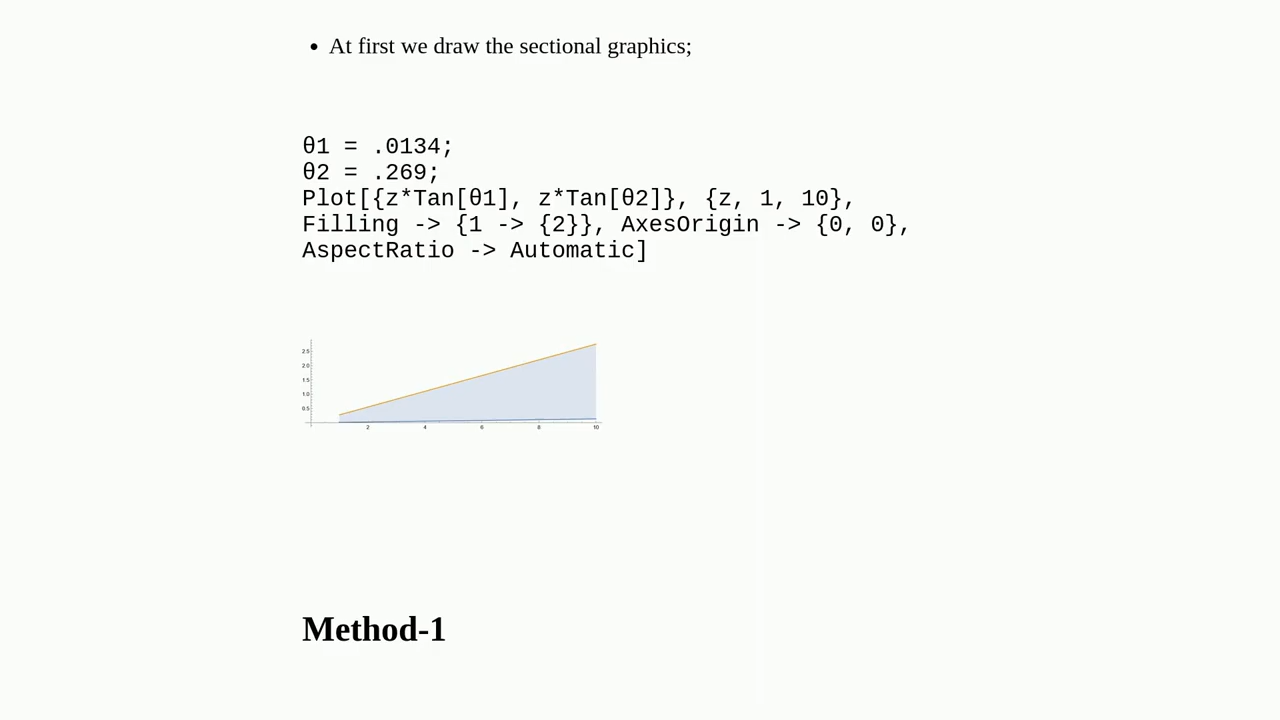 • At first we draw the sectional graphics;
θ1 = .0134;
θ2 = .269;
Plot[{z*Tan[θ1], z*Tan[θ2]}, {z, 1, 10},
Filling -> {1 -> {2}}, AxesOrigin -> {0, 0},
AspectRatio -> Automatic]
2.5
2.0
1.5
1.0
0.5
2 4 6 8 10
Method-1